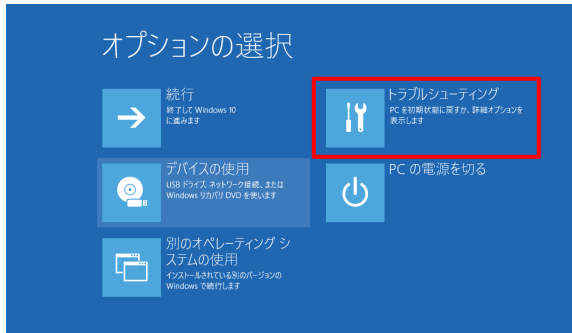 オプションの選択
続行
終了して Windows 10
に進みます
トラブルシューティング
PC を初期状態に戻すか、詳細オプションを
表示します
デバイスの使用
USB ドライブ、ネットワーク接続、または
Windows リカバリ DVD を使います
PC の電源を切る
別のオペレーティング シ
ステムの使用
インストールされている別のバージョンの
Windows で続行します